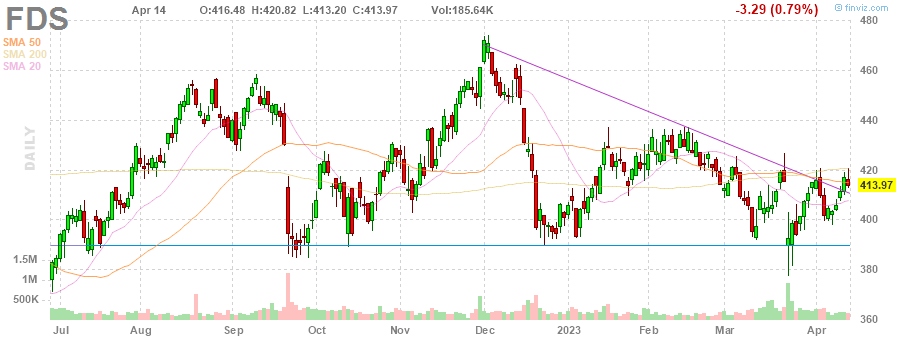 FDS Apr 14 O:416.48 H:420.82 L:413.20 C:413.97 Vol:185.64K -3.29 (0.79%) © finviz.com
SMA 50
SMA 200
SMA 20
DAILY
480
460
440
420
413.97
400
380
360
1.5M
1M
500K
Jul Aug Sep Oct Nov Dec 2023 Feb Mar Apr